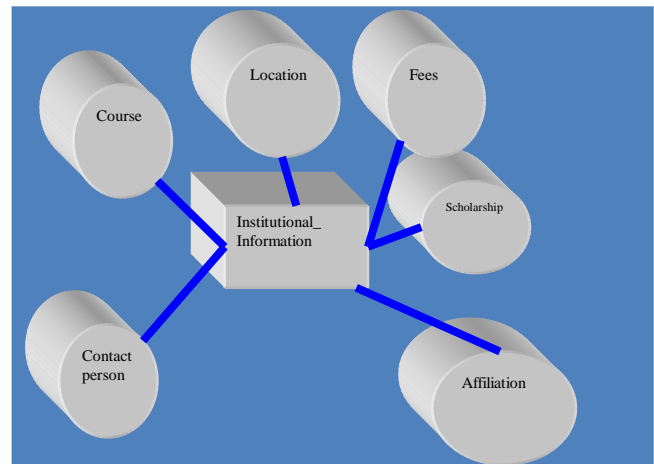 Location
Fees
Course
Scholarship
Institutional_
Information
Contact
person
Affiliation